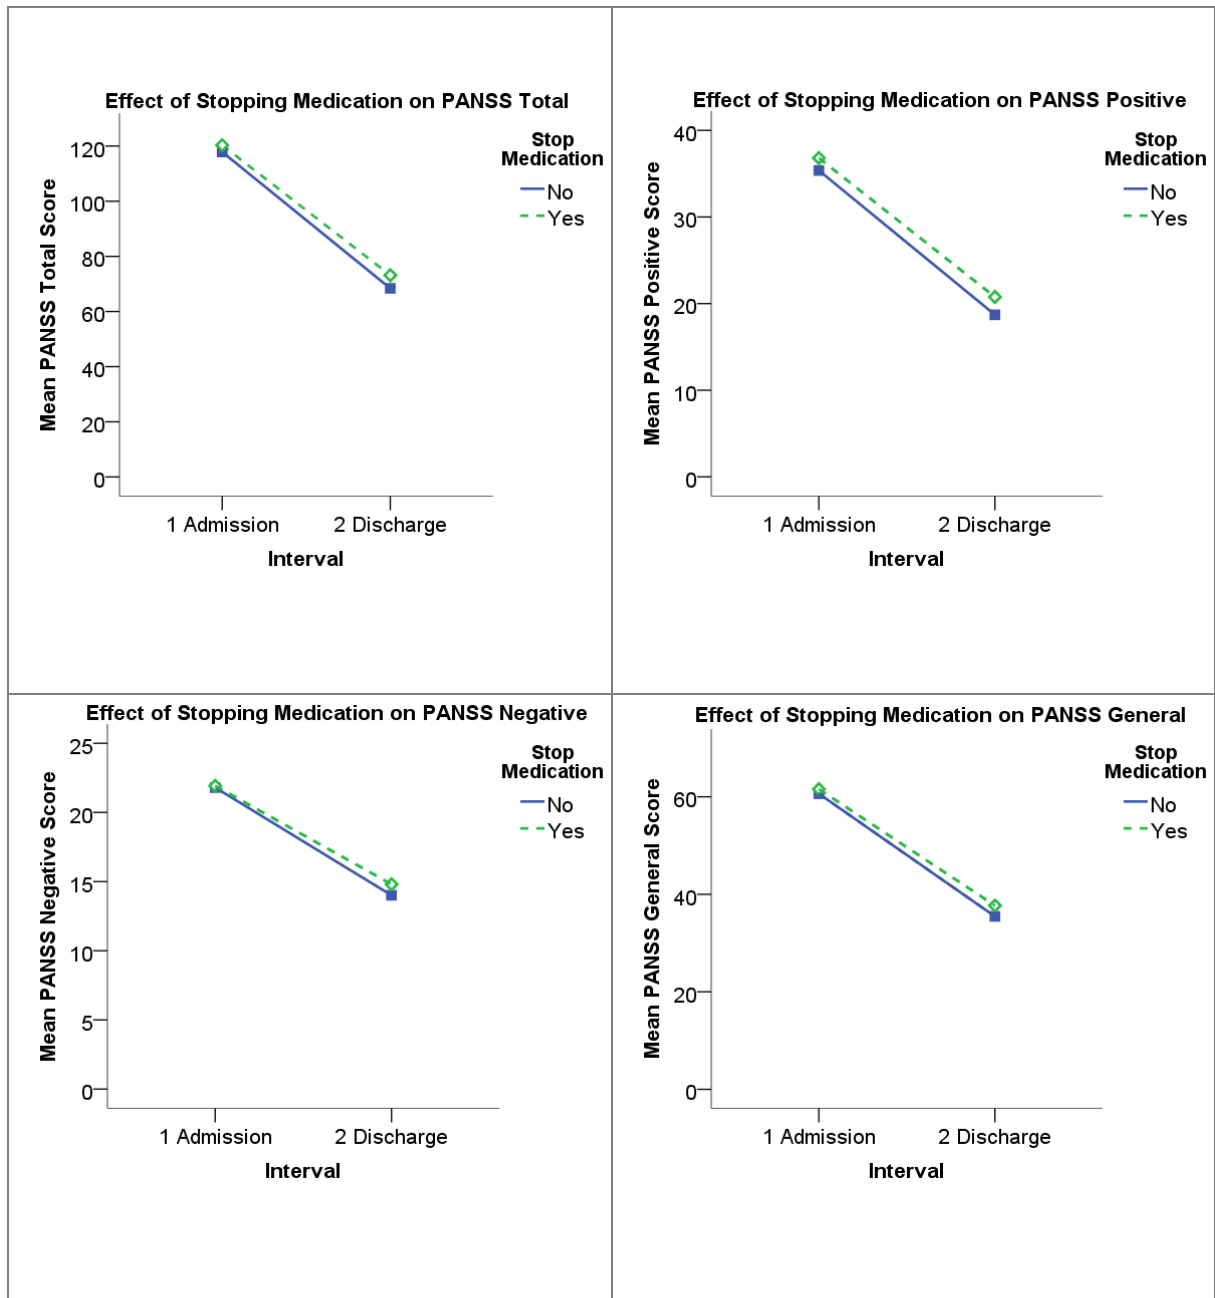 Effect of Stopping Medication on PANSS Total
Stop
Medication
No
Yes
Mean PANSS Total Score
120
100
80
60
40
20
0
1 Admission 2 Discharge
Interval
Effect of Stopping Medication on PANSS Positive
Stop
Medication
No
Yes
Mean PANSS Positive Score
40
30
20
10
0
1 Admission 2 Discharge
Interval
Effect of Stopping Medication on PANSS Negative
Stop
Medication
No
Yes
Mean PANSS Negative Score
25
20
15
10
5
0
1 Admission 2 Discharge
Interval
Effect of Stopping Medication on PANSS General
Stop
Medication
No
Yes
Mean PANSS General Score
60
40
20
0
1 Admission 2 Discharge
Interval